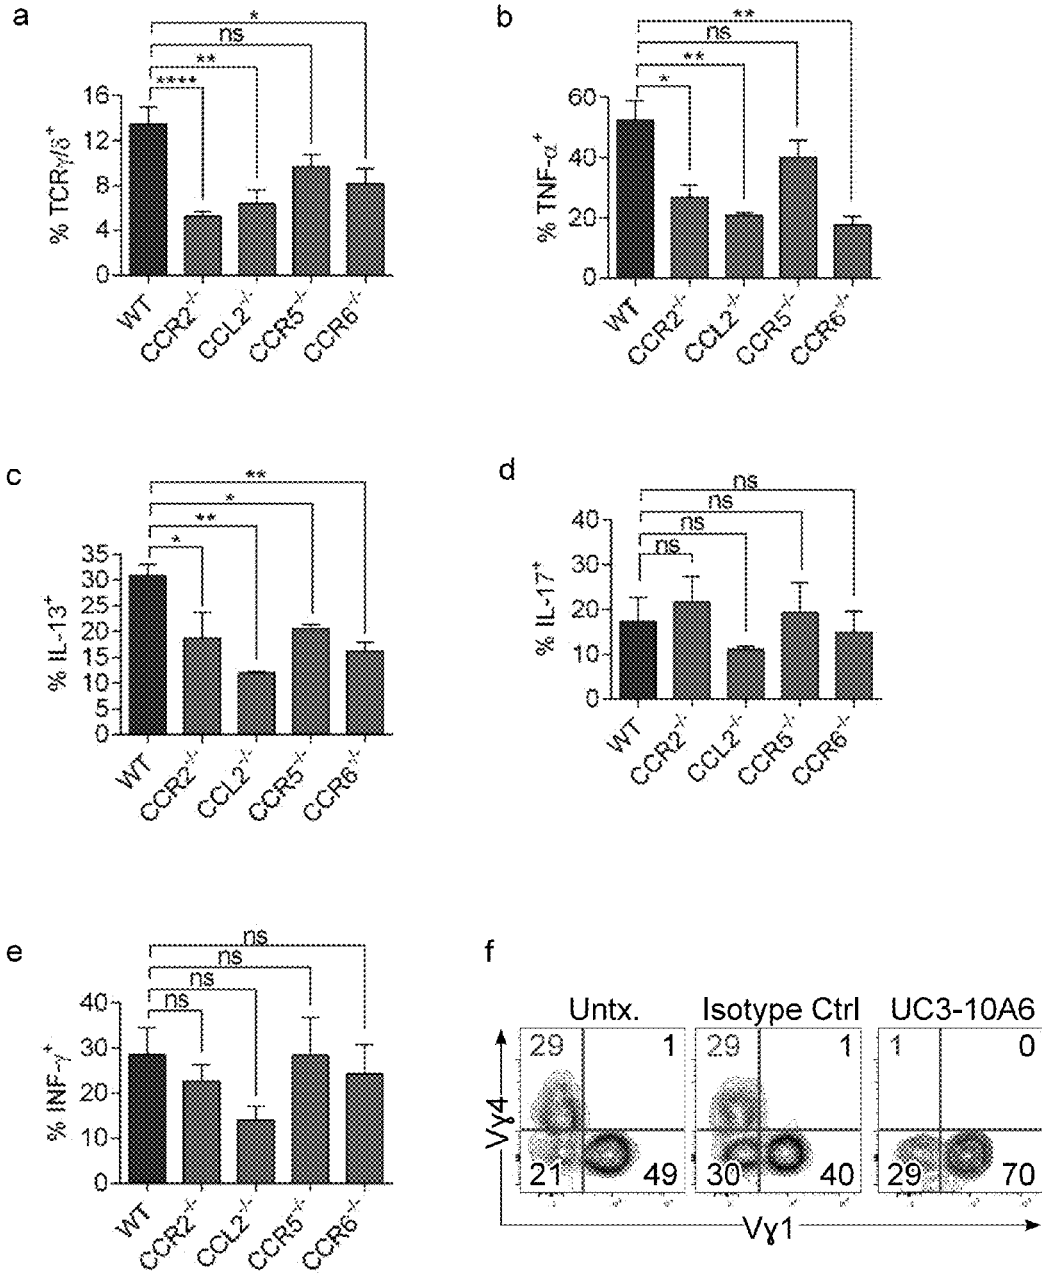 a
*
ns
**
****
% TCRγ/δ+
16
12
8
4
0
WT
CCR2-/-
CCL2-/-
CCR5-/-
CCR6-/-
b
**
ns
**
*
% TNF-α+
60
40
20
0
WT
CCR2-/-
CCL2-/-
CCR5-/-
CCR6-/-
c
**
*
**
*
% IL-13+
35
30
25
20
15
10
5
0
WT
CCR2-/-
CCL2-/-
CCR5-/-
CCR6-/-
d
ns
ns
ns
ns
% IL-17+
40
30
20
10
0
WT
CCR2-/-
CCL2-/-
CCR5-/-
CCR6-/-
e
ns
ns
ns
ns
% INF-γ+
40
30
20
10
0
WT
CCR2-/-
CCL2-/-
CCR5-/-
CCR6-/-
f
Untx. Isotype Ctrl UC3-10A6
29 1 29 1 1 0
Vɣ4
21 49 30 40 29 70
Vɣ1